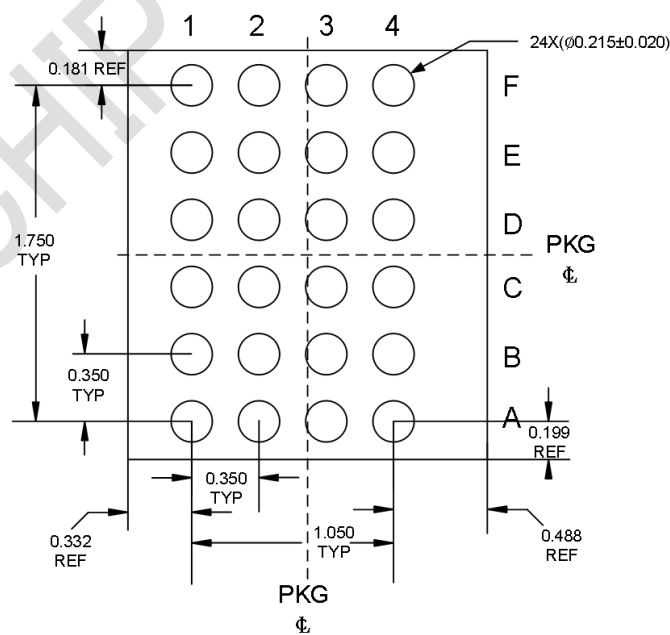 1 2 3 4
24X(Ø0.215±0.020)
0.181 REF
F
E
D
1.750
TYP
PKG
℄
C
B
0.350
TYP
A
0.199
REF
0.350
TYP
1.050
TYP
0.332
REF
0.488
REF
PKG
℄
CHIP